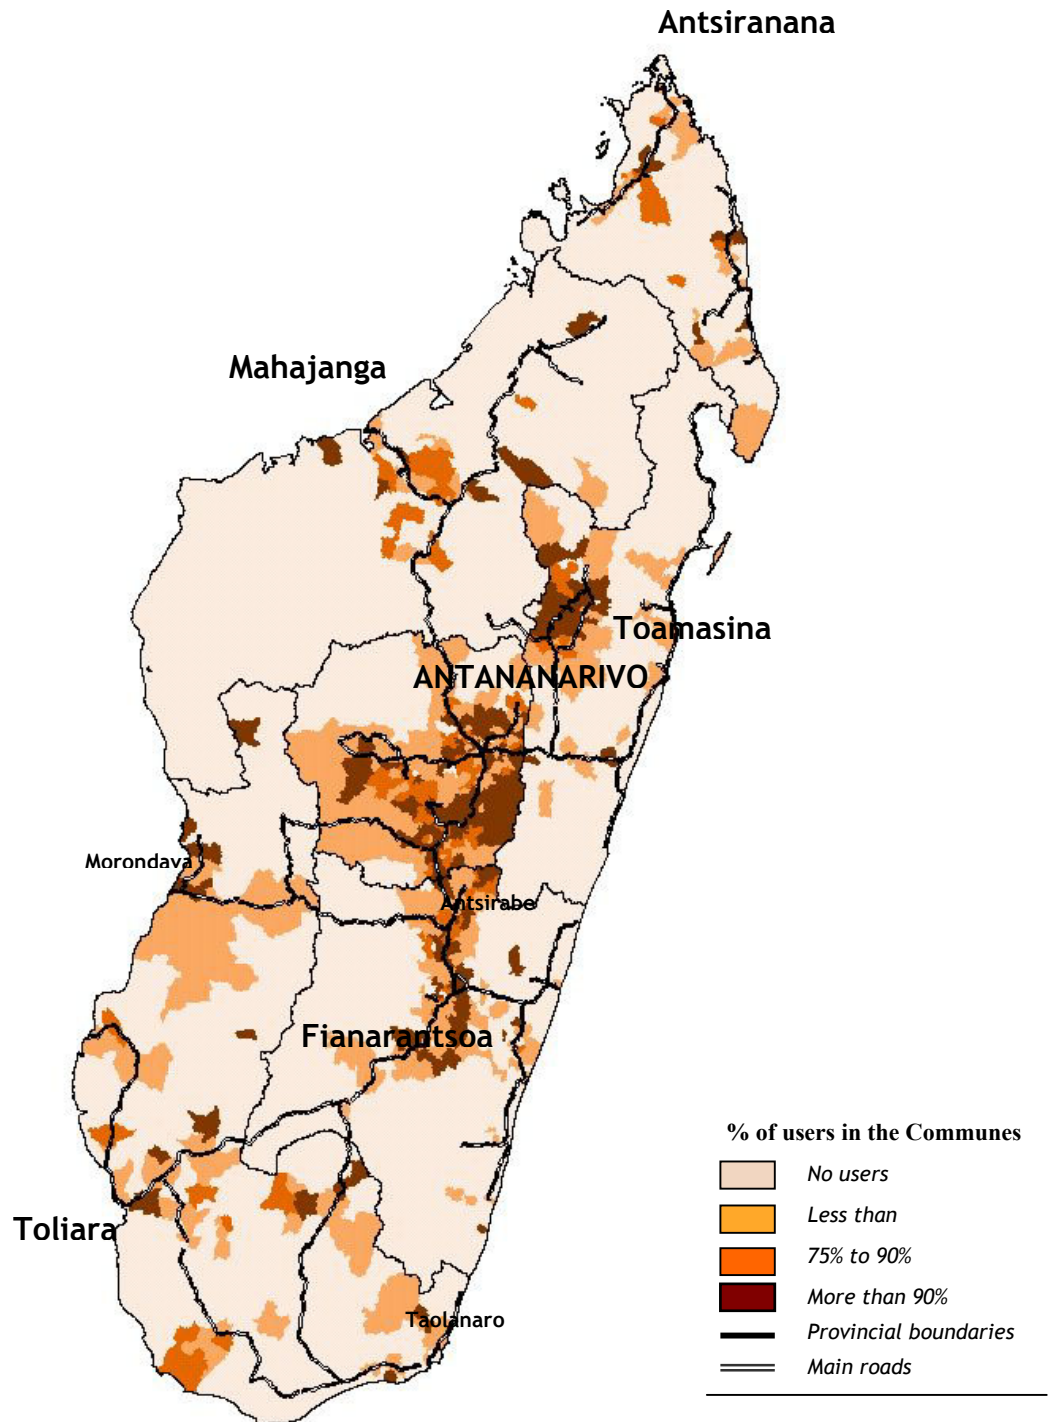 Antsiranana
Mahajanga
Toamasina
ANTANANARIVO
Morondava
Antsirabe
Fianarantsoa
Toliara
Taolanaro
% of users in the Communes
No users
Less than
75% to 90%
More than 90%
Provincial boundaries
Main roads